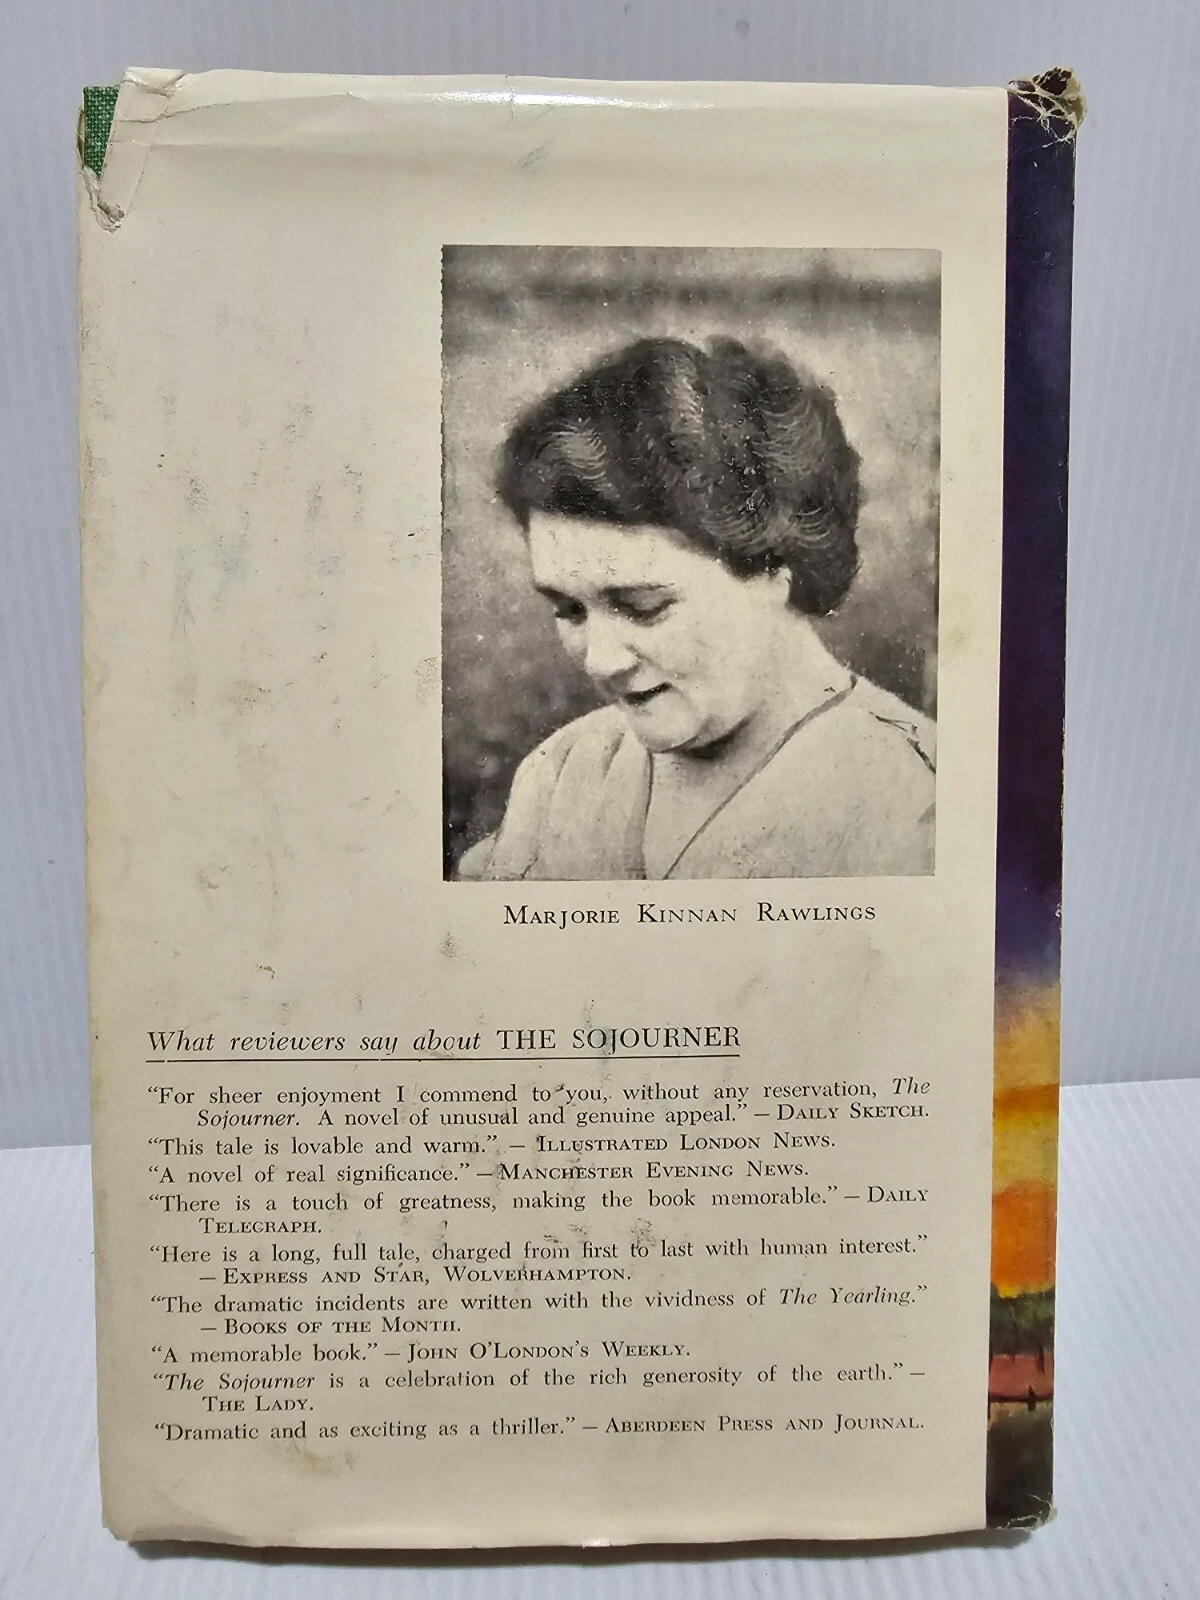 MARJORIE KINNAN RAWLINGS
What reviewers say about THE SOJOURNER
“For sheer enjoyment I commend to you, without any reservation, The
Sojourner. A novel of unusual and genuine appeal.” — DAILY SKETCH.
“This tale is lovable and warm.” — ILLUSTRATED LONDON NEWS.
“A novel of real significance.” — MANCHESTER EVENING NEWS.
“There is a touch of greatness, making the book memorable.” — DAILY
TELEGRAPH.
“Here is a long, full tale, charged from first to last with human interest.”
— EXPRESS AND STAR, WOLVERHAMPTON.
“The dramatic incidents are written with the vividness of The Yearling.”
— BOOKS OF THE MONTH.
“A memorable book.” — JOHN O’LONDON’S WEEKLY.
“The Sojourner is a celebration of the rich generosity of the earth.” —
THE LADY.
“Dramatic and as exciting as a thriller.” — ABERDEEN PRESS AND JOURNAL.